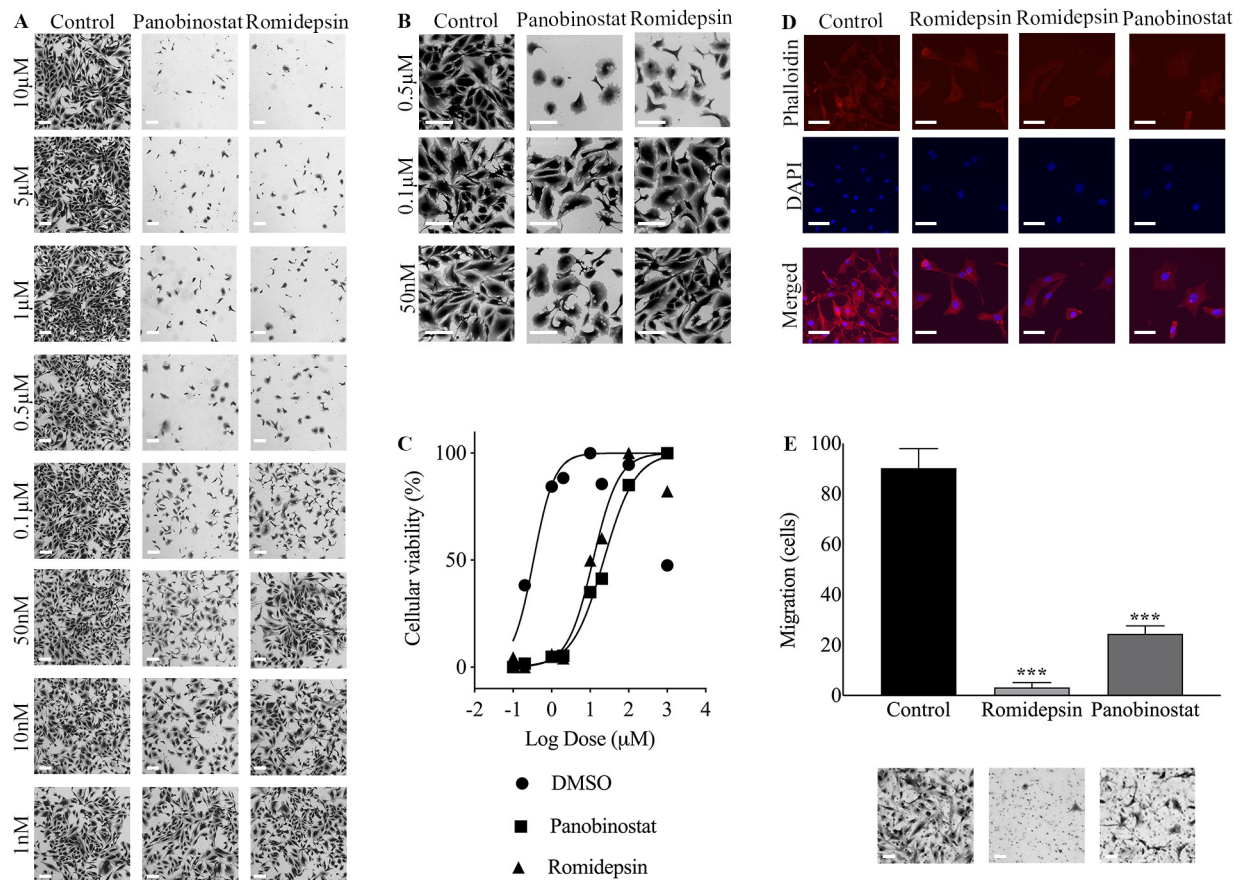 A Control Panobinostat Romidepsin
10µM
5µM
1µM
0.5µM
0.1µM
50nM
10nM
1nM
B Control Panobinostat Romidepsin
0.5µM
0.1µM
50nM
D Control Romidepsin Romidepsin Panobinostat
Phalloidin
DAPI
Merged
C
Cellular viability (%)
100
50
0
-2 -1 0 1 2 3 4
Log Dose (µM)
DMSO
Panobinostat
Romidepsin
E
Migration (cells)
100
80
60
40
20
0
***
***
Control Romidepsin Panobinostat